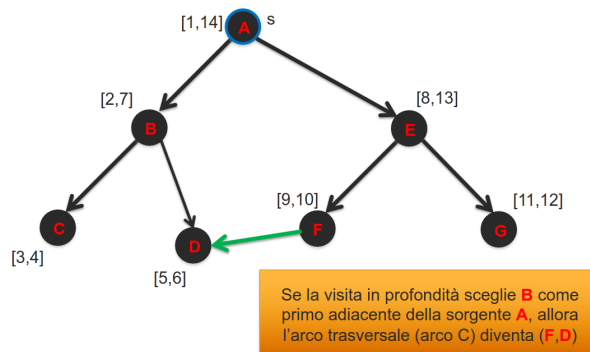 [1,14] A s
[2,7] B
[8,13] E
C [3,4]
D [5,6]
[9,10] F
G [11,12]
Se la visita in profondità sceglie B come
primo adiacente della sorgente A, allora
l'arco trasversale (arco C) diventa (F,D)